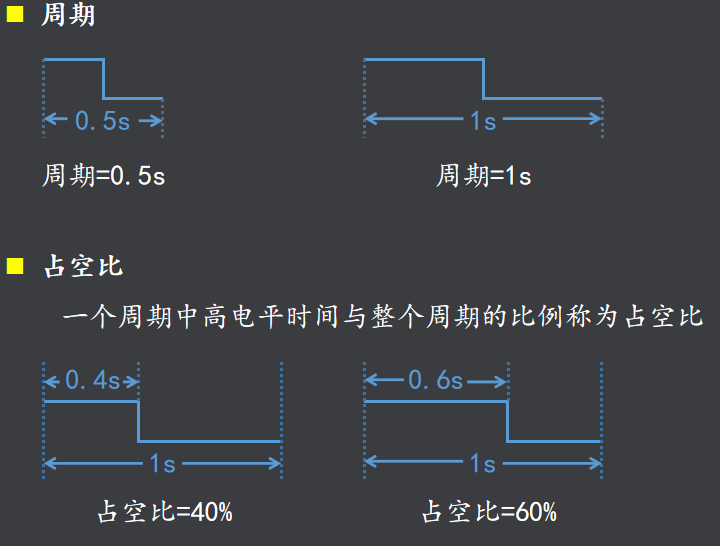 周期
0.5s
1s
周期=0.5s
周期=1s
占空比
一个周期中高电平时间与整个周期的比例称为占空比
0.4s
0.6s
1s
1s
占空比=40%
占空比=60%